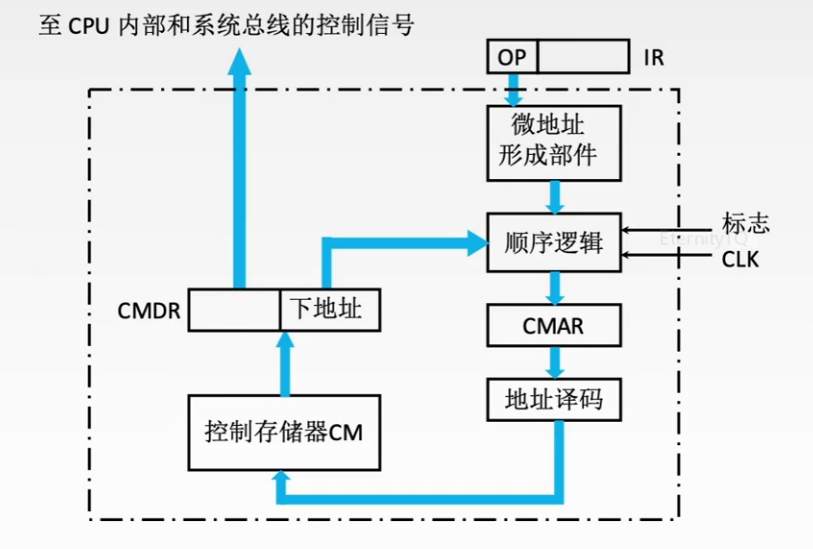 至 CPU 内部和系统总线的控制信号
OP
IR
微地址
形成部件
顺序逻辑
标志
EternityTQ
CLK
CMDR
下地址
CMAR
地址译码
控制存储器CM